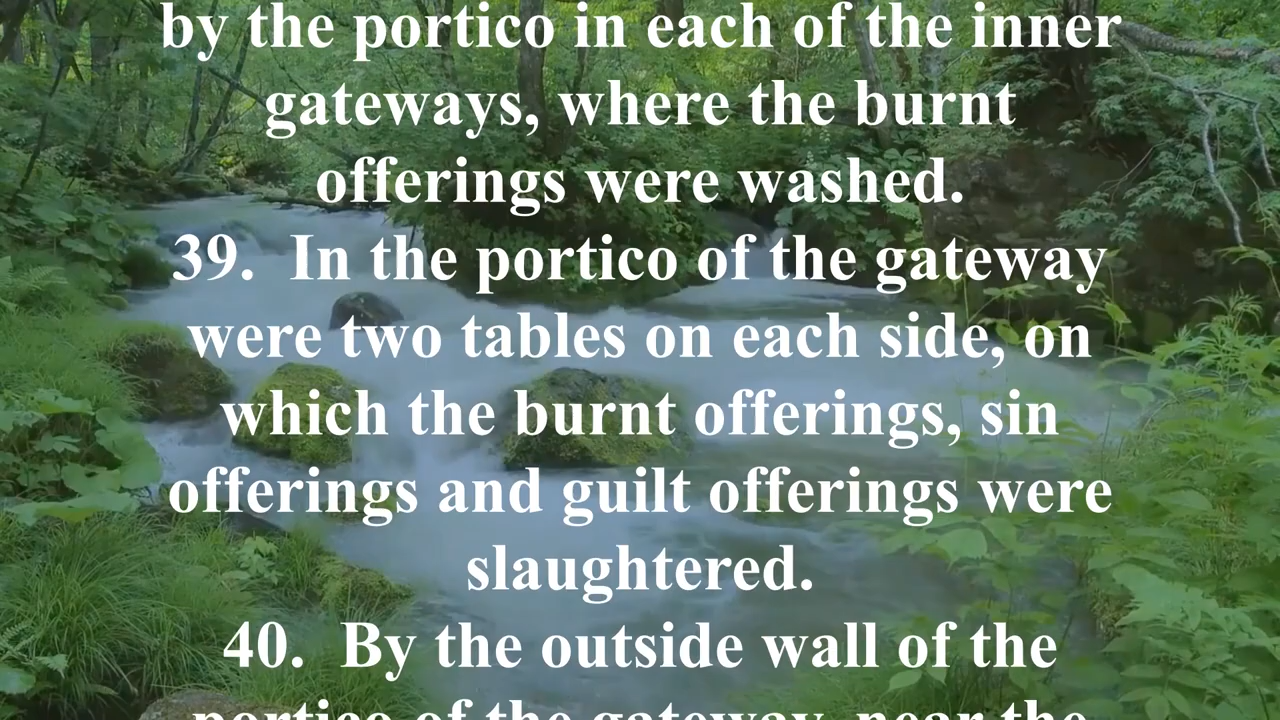 by the portico in each of the inner
gateways, where the burnt
offerings were washed.
39.  In the portico of the gateway
were two tables on each side, on
which the burnt offerings, sin
offerings and guilt offerings were
slaughtered.
40.  By the outside wall of the
portico of the gateway, near the